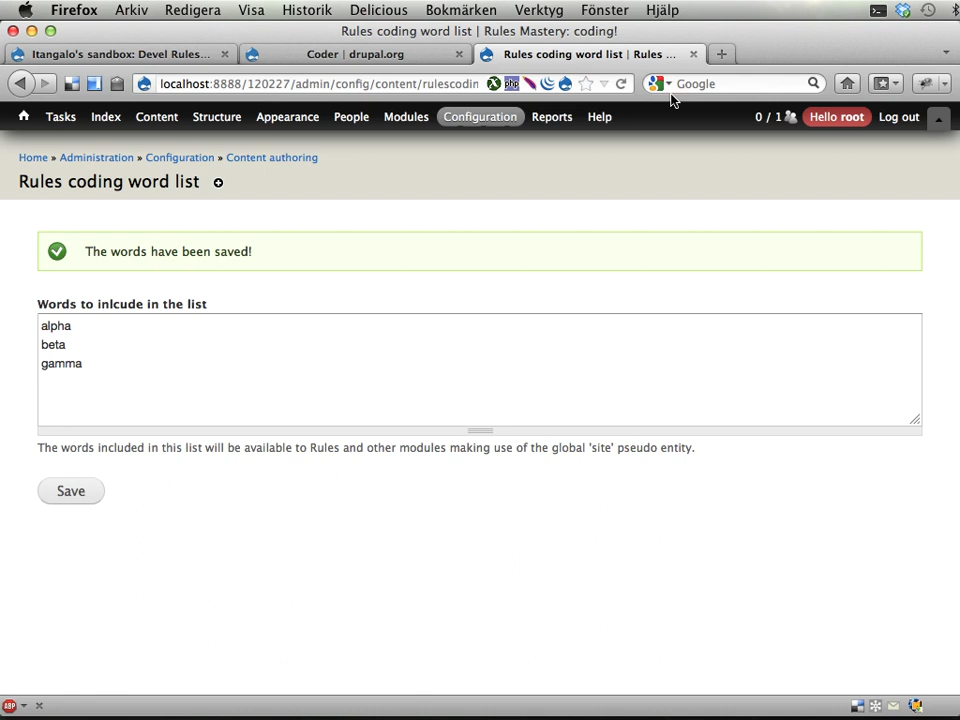 Firefox Arkiv Redigera Visa Historik Delicious Bokmärken Verktyg Fönster Hjälp
Rules coding word list | Rules Mastery: coding!
Itangalo's sandbox: Devel Rules... Coder | drupal.org Rules coding word list | Rules ...
localhost:8888/120227/admin/config/content/rulescodin php Google
Tasks Index Content Structure Appearance People Modules Configuration Reports Help 0 / 1 Hello root Log out
Home » Administration » Configuration » Content authoring
Rules coding word list
The words have been saved!
Words to inlcude in the list
alpha
beta
gamma
The words included in this list will be available to Rules and other modules making use of the global 'site' pseudo entity.
Save
ABP